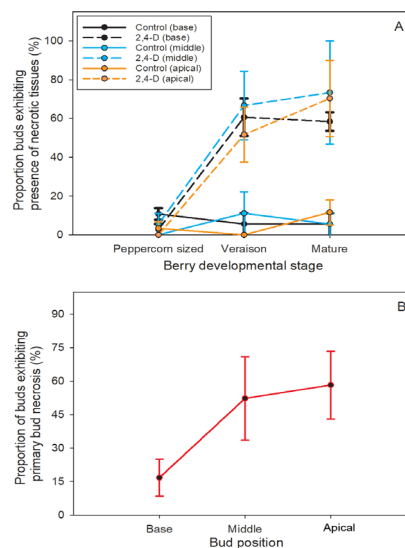 A
Control (base)
2,4-D (base)
Control (middle)
2,4-D (middle)
Control (apical)
2,4-D (apical)
Proportion buds exhibiting
presence of necrotic tissues (%)
100
80
60
40
20
0
Peppercorn sized Veraison Mature
Berry developmental stage
B
Proportion of buds exhibiting
primary bud necrosis (%)
90
75
60
45
30
15
0
Base Middle Apical
Bud position